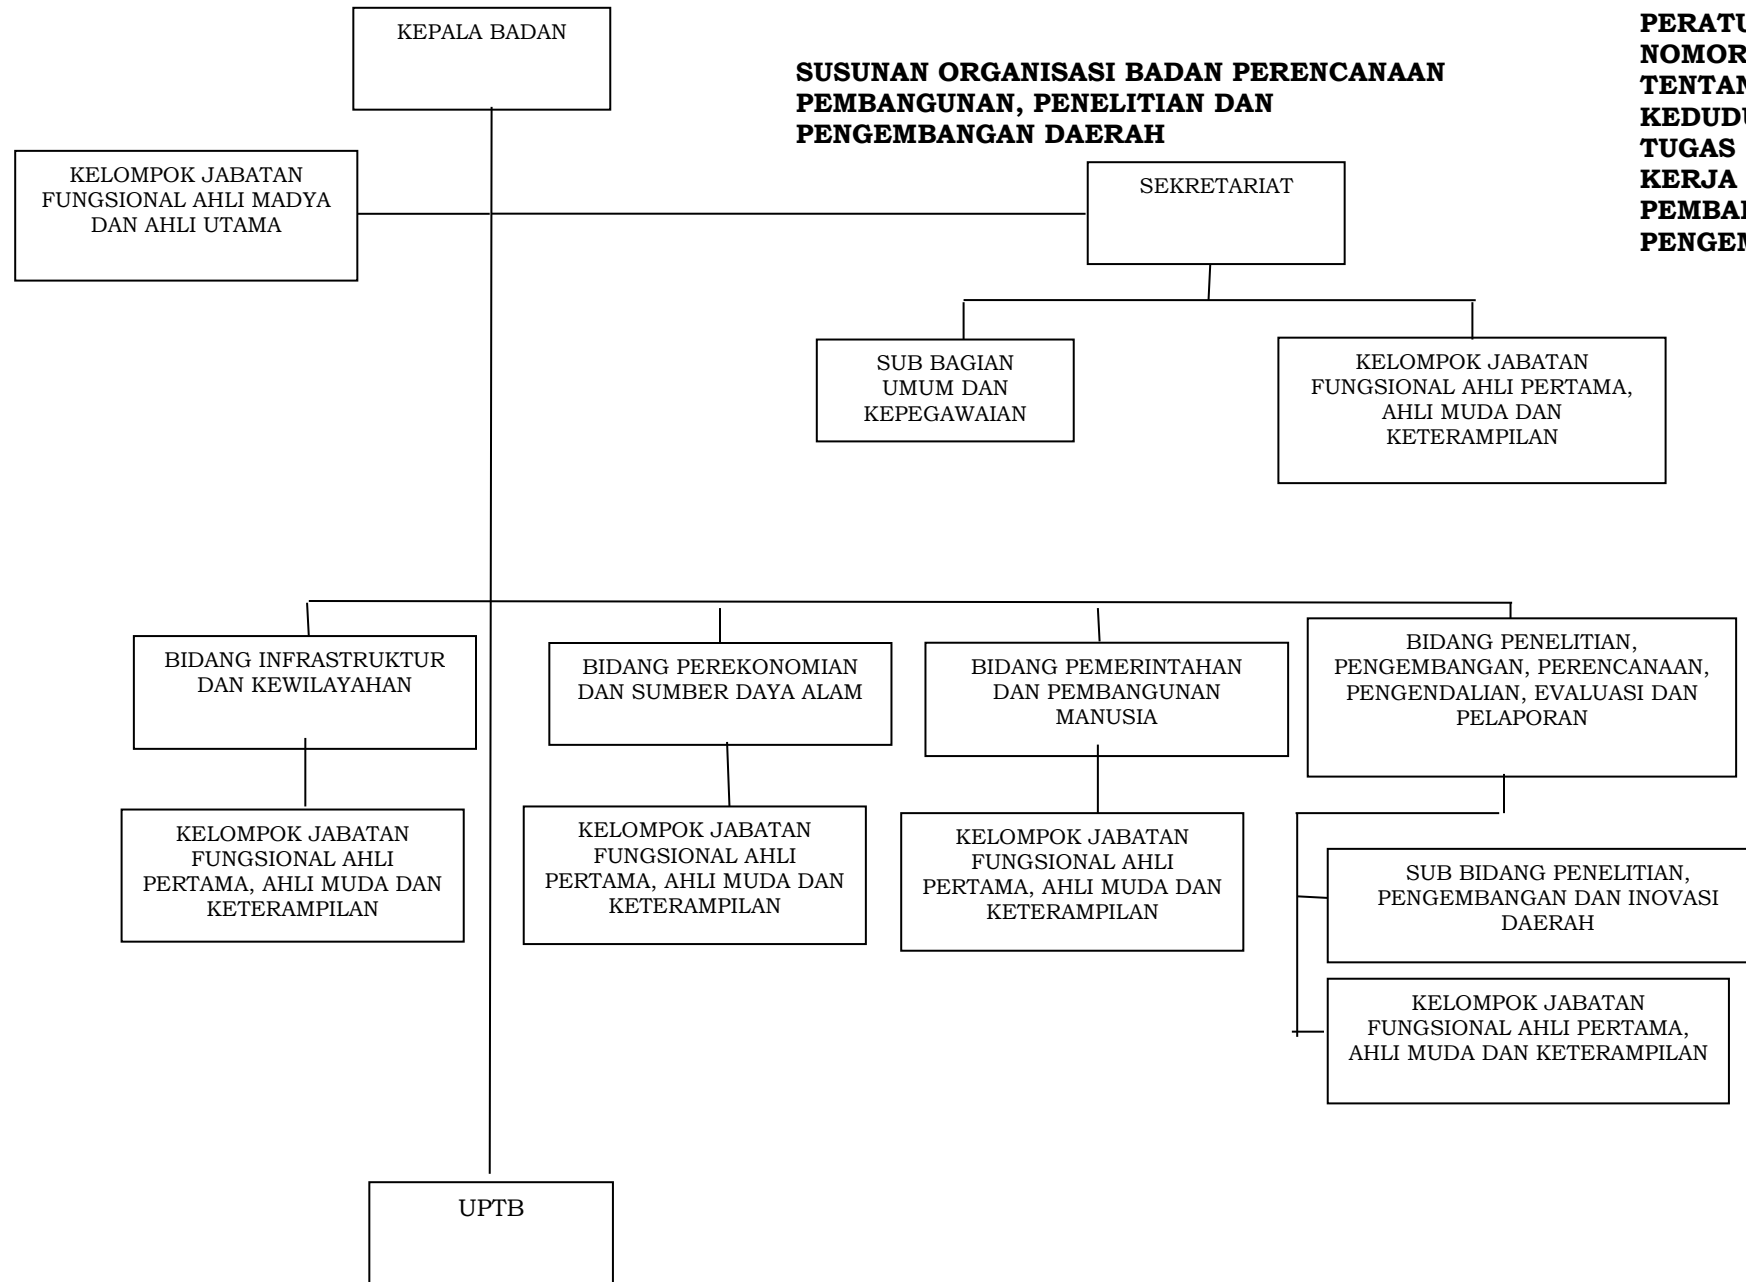 KEPALA BADAN
SUSUNAN ORGANISASI BADAN PERENCANAAN
PEMBANGUNAN, PENELITIAN DAN
PENGEMBANGAN DAERAH
NOMOR
TUGAS
KERJA
KELOMPOK JABATAN
FUNGSIONAL AHLI MADYA
DAN AHLI UTAMA
SEKRETARIAT
SUB BAGIAN
UMUM DAN
KEPEGAWAIAN
KELOMPOK JABATAN
FUNGSIONAL AHLI PERTAMA,
AHLI MUDA DAN
KETERAMPILAN
BIDANG INFRASTRUKTUR
DAN KEWILAYAHAN
BIDANG PEREKONOMIAN
DAN SUMBER DAYA ALAM
BIDANG PEMERINTAHAN
DAN PEMBANGUNAN
MANUSIA
BIDANG PENELITIAN,
PENGEMBANGAN, PERENCANAAN,
PENGENDALIAN, EVALUASI DAN
PELAPORAN
KELOMPOK JABATAN
FUNGSIONAL AHLI
PERTAMA, AHLI MUDA DAN
KETERAMPILAN
KELOMPOK JABATAN
FUNGSIONAL AHLI
PERTAMA, AHLI MUDA DAN
KETERAMPILAN
KELOMPOK JABATAN
FUNGSIONAL AHLI
PERTAMA, AHLI MUDA DAN
KETERAMPILAN
SUB BIDANG PENELITIAN,
PENGEMBANGAN DAN INOVASI
DAERAH
KELOMPOK JABATAN
FUNGSIONAL AHLI PERTAMA,
AHLI MUDA DAN KETERAMPILAN
UPTB